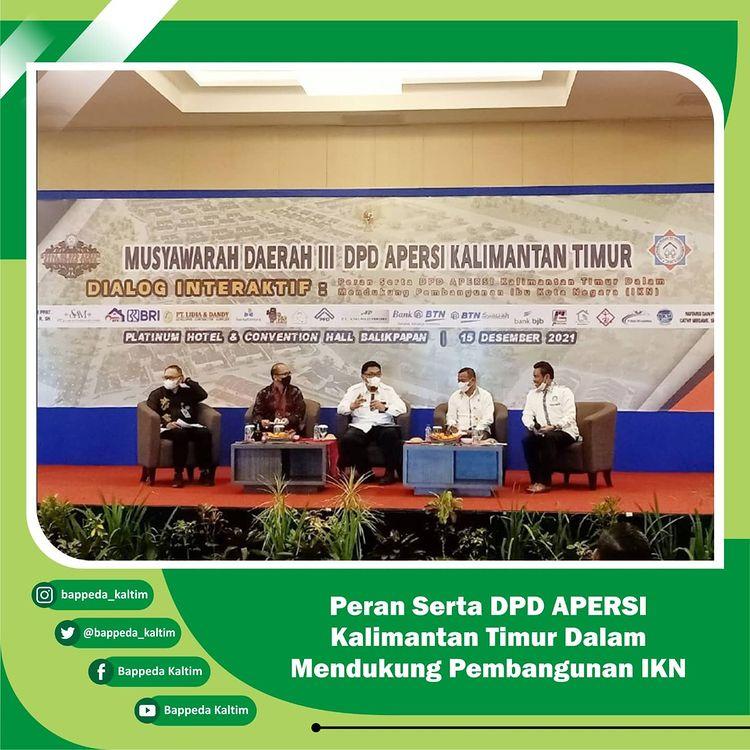 MUSYAWARAH DAERAH III DPD APERSI KALIMANTAN TIMUR
DIALOG INTERAKTIF : Peran Serta DPD APERSI Kalimantan Timur Dalam
Mendukung Pembangunan Ibu Kota Negara (IKN)
BRI PT. LIDIA & DANDY PPD Bank BTN BTN Syariah bank bjb
PLATINUM HOTEL & CONVENTION HALL BALIKPAPAN | 15 DESEMBER 2021
bappeda_kaltim
@bappeda_kaltim
Bappeda Kaltim
Bappeda Kaltim
Peran Serta DPD APERSI
Kalimantan Timur Dalam
Mendukung Pembangunan IKN